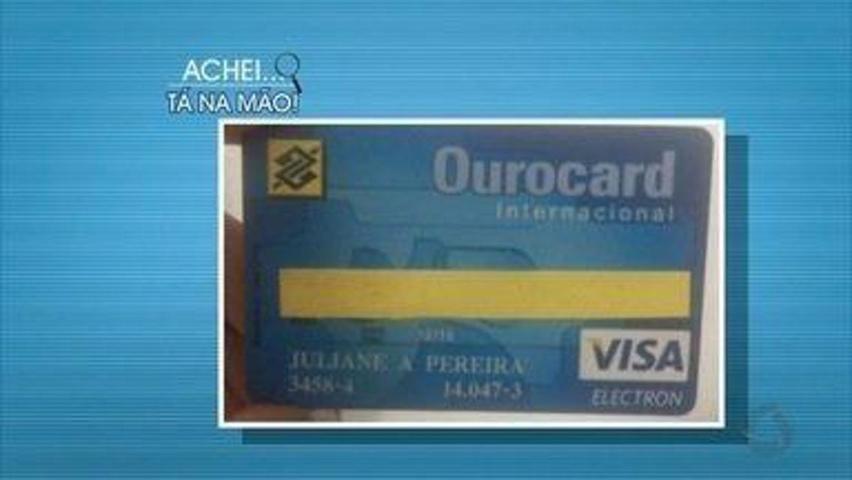 ACHEI...
TÁ NA MÃO!
Ourocard
Internacional
JULIANE A PEREIRA
3458-4 14.047-3
VISA
ELECTRON